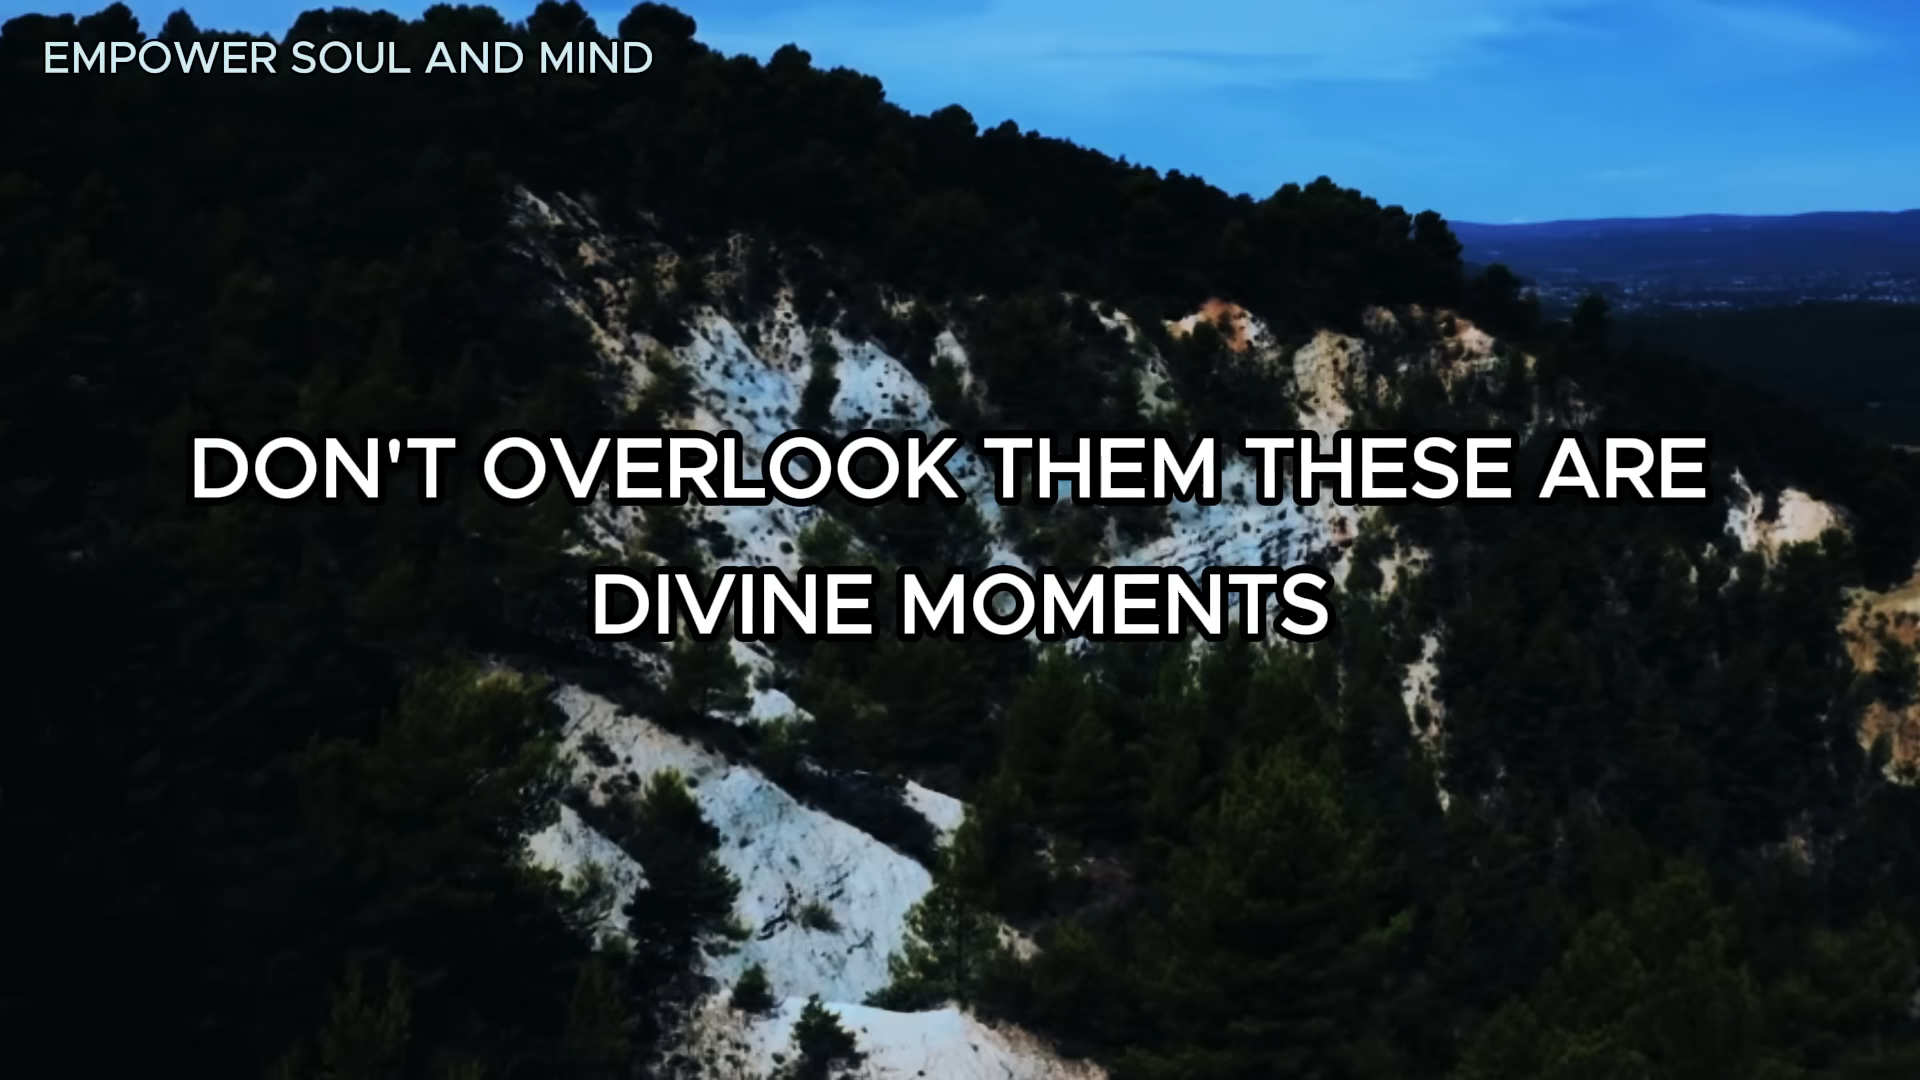 EMPOWER SOUL AND MIND
DON'T OVERLOOK THEM THESE ARE
DIVINE MOMENTS